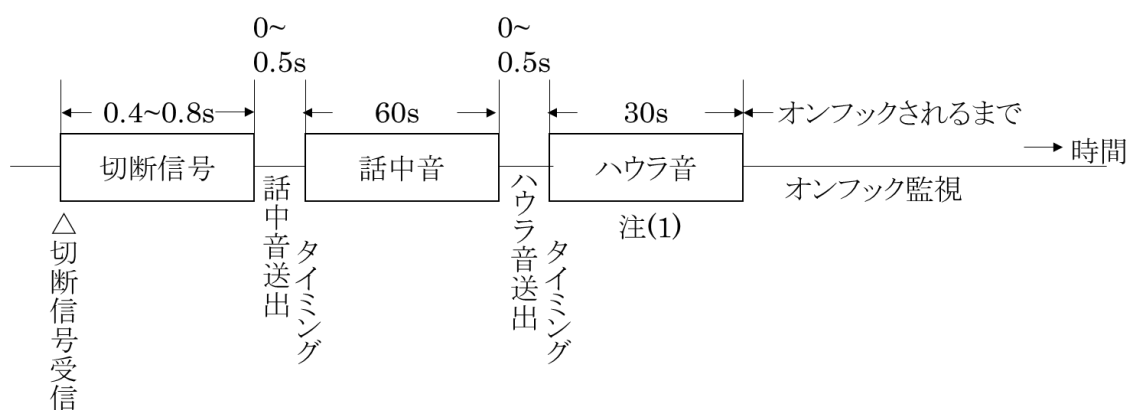 0~
0.5s
0~
0.5s
0.4~0.8s
60s
30s
オンフックされるまで
切断信号
話中音
ハウラ音
時間
オンフック監視
注(1)
△切断信号受信
話中音送出
タイミング
ハウラ音送出
タイミング